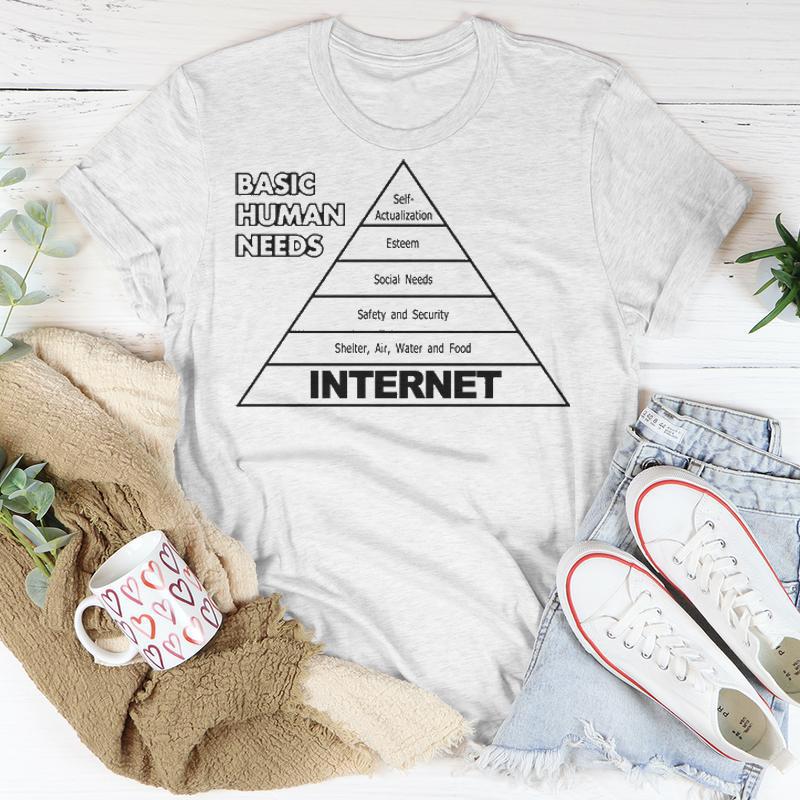 BASIC
HUMAN
NEEDS
Self-
Actualization
Esteem
Social Needs
Safety and Security
Shelter, Air, Water and Food
INTERNET